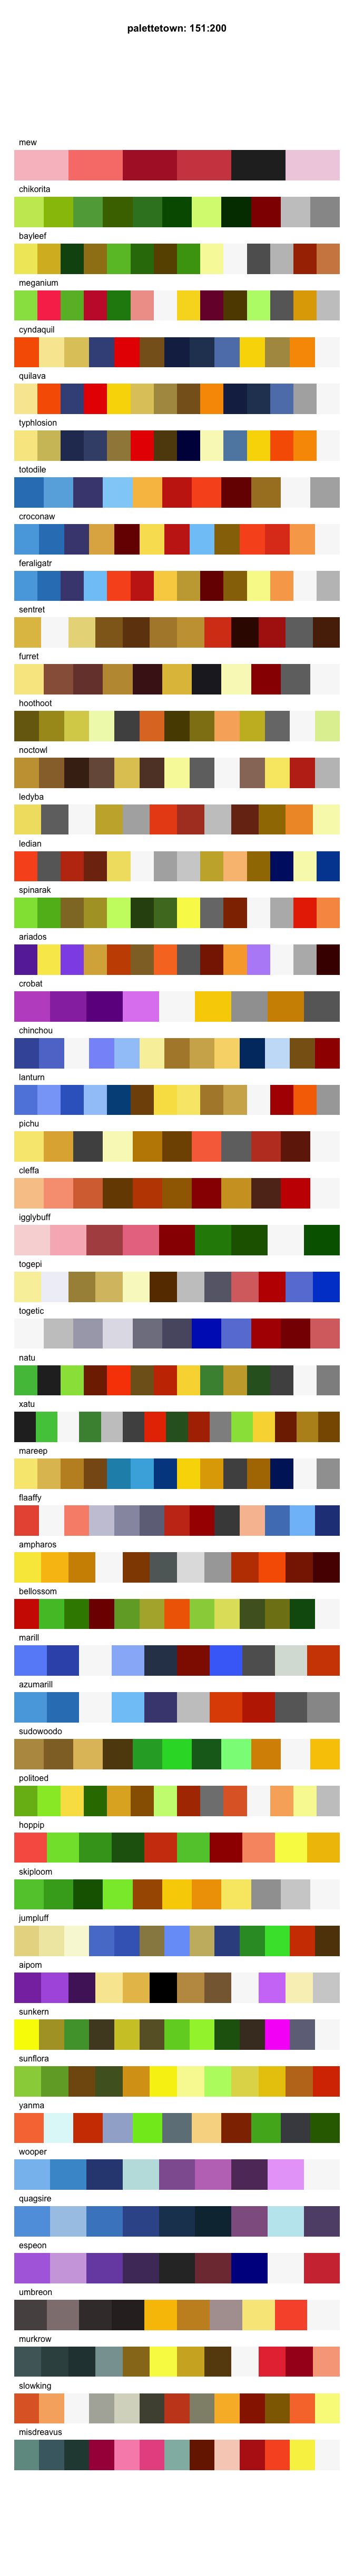 palettetown: 151:200
mew
chikorita
bayleef
meganium
cyndaquil
quilava
typhlosion
totodile
croconaw
feraligatr
sentret
furret
hoothoot
noctowl
ledyba
ledian
spinarak
ariados
crobat
chinchou
lanturn
pichu
cleffa
igglybuff
togepi
togetic
natu
xatu
mareep
flaaffy
ampharos
bellossom
marill
azumarill
sudowoodo
politoed
hoppip
skiploom
jumpluff
aipom
sunkern
sunflora
yanma
wooper
quagsire
espeon
umbreon
murkrow
slowking
misdreavus